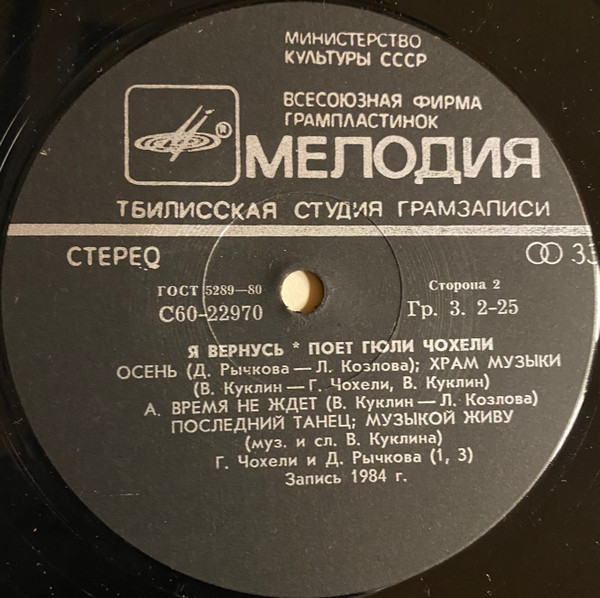 МИНИСТЕРСТВО
КУЛЬТУРЫ СССР
ВСЕСОЮЗНАЯ ФИРМА
ГРАМПЛАСТИНОК
®
МЕЛОДИЯ
ТБИЛИССКАЯ СТУДИЯ ГРАМЗАПИСИ
СТЕРЕО 33
ГОСТ 5289—80 Сторона 2
С60-22970 Гр. 3. 2-25
Я ВЕРНУСЬ * ПОЕТ ГЮЛИ ЧОХЕЛИ
ОСЕНЬ (Д. Рычкова — Л. Козлова); ХРАМ МУЗЫКИ
(В. Куклин — Г. Чохели, В. Куклин)
А. ВРЕМЯ НЕ ЖДЕТ (В. Куклин — Л. Козлова)
ПОСЛЕДНИЙ ТАНЕЦ; МУЗЫКОЙ ЖИВУ
(муз. и сл. В. Куклина)
Г. Чохели и Д. Рычкова (1, 3)
Запись 1984 г.